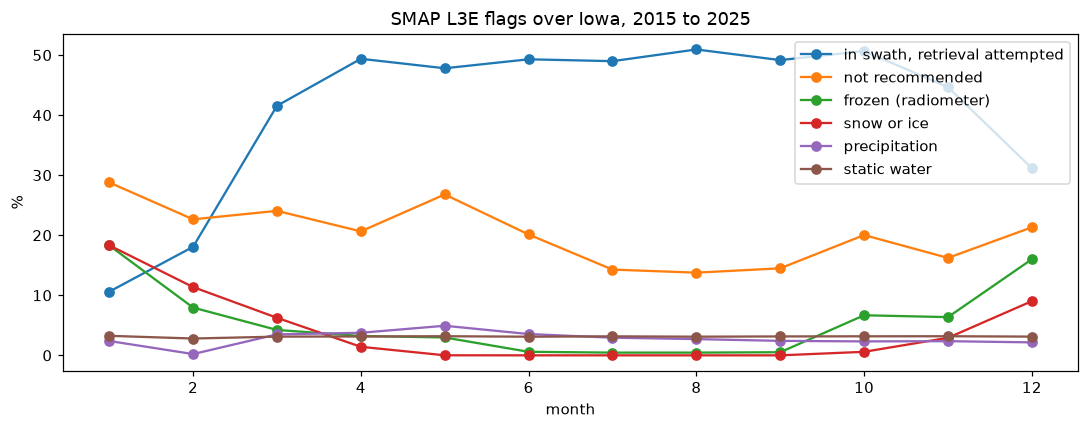 SMAP L3E flags over Iowa, 2015 to 2025
50
40
30
20
10
0
%
in swath, retrieval attempted
not recommended
frozen (radiometer)
snow or ice
precipitation
static water
2
4
6
8
10
12
month